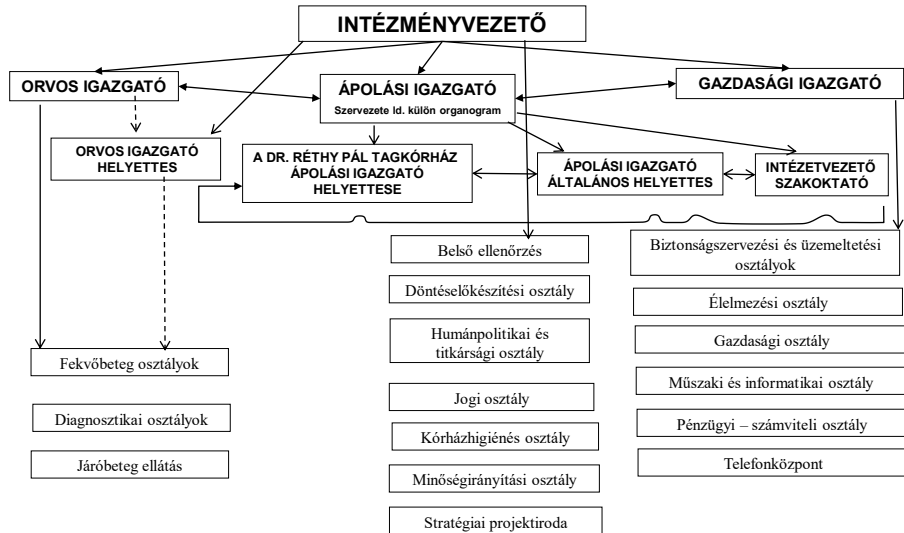 INTÉZMÉNYVEZETŐ
ORVOS IGAZGATÓ
ÁPOLÁSI IGAZGATÓ
Szervezete ld. külön organogram
GAZDASÁGI IGAZGATÓ
ORVOS IGAZGATÓ
HELYETTES
A DR. RÉTHY PÁL TAGKÓRHÁZ
ÁPOLÁSI IGAZGATÓ
HELYETTESE
ÁPOLÁSI IGAZGATÓ
ÁLTALÁNOS HELYETTES
INTÉZETVEZETŐ
SZAKOKTATÓ
Fekvőbeteg osztályok
Diagnosztikai osztályok
Járóbeteg ellátás
Belső ellenőrzés
Döntéselőkészítési osztály
Humánpolitikai és
titkársági osztály
Jogi osztály
Kórházhigiénés osztály
Minőségirányítási osztály
Stratégiai projektiroda
Biztonságszervezési és üzemeltetési
osztályok
Élelmezési osztály
Gazdasági osztály
Műszaki és informatikai osztály
Pénzügyi – számviteli osztály
Telefonközpont